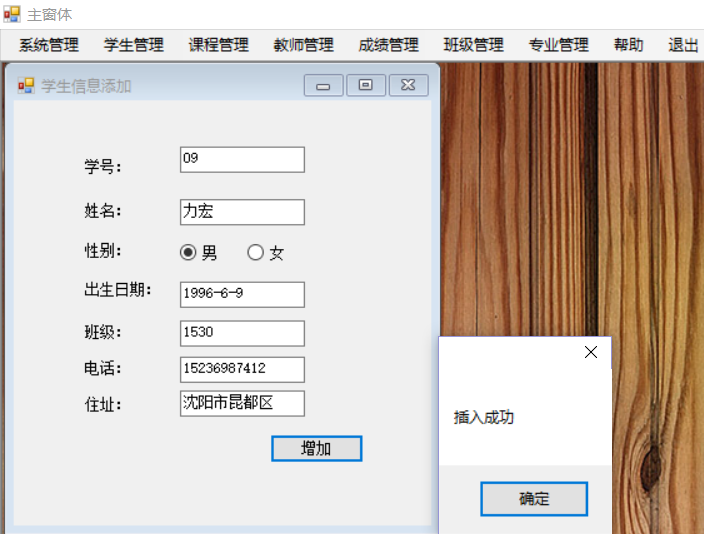 主窗体
系统管理 学生管理 课程管理 教师管理 成绩管理 班级管理 专业管理 帮助 退出
学生信息添加
学号： 09
姓名： 力宏
性别： 男 女
出生日期： 1996-6-9
班级： 1530
电话： 15236987412
住址： 沈阳市昆都区
增加
插入成功
确定